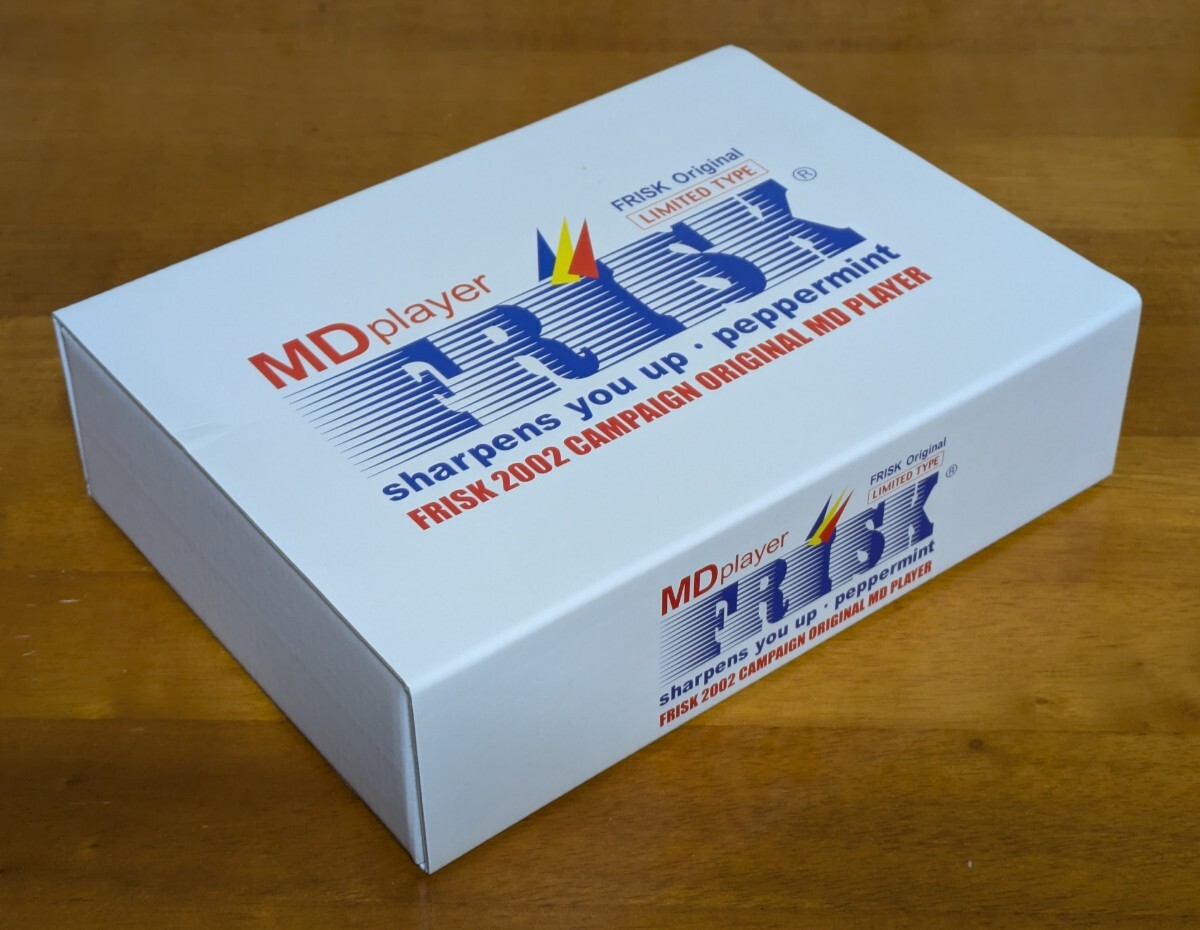 FRISK Original
LIMITED TYPE
MDplayer
FRISK®
sharpens you up · peppermint
FRISK 2002 CAMPAIGN ORIGINAL MD PLAYER
FRISK Original
LIMITED TYPE
MDplayer
FRISK®
sharpens you up · peppermint
FRISK 2002 CAMPAIGN ORIGINAL MD PLAYER